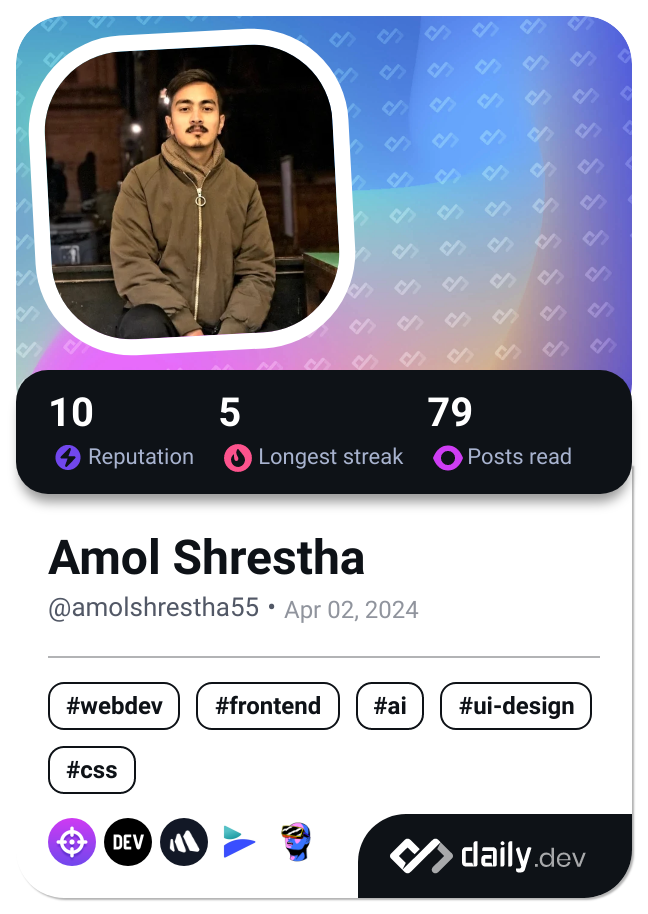 10 5 79
Reputation Longest streak Posts read
Amol Shrestha
@amolshrestha55 • Apr 02, 2024
#webdev #frontend #ai #ui-design
#css
DEV
daily.dev